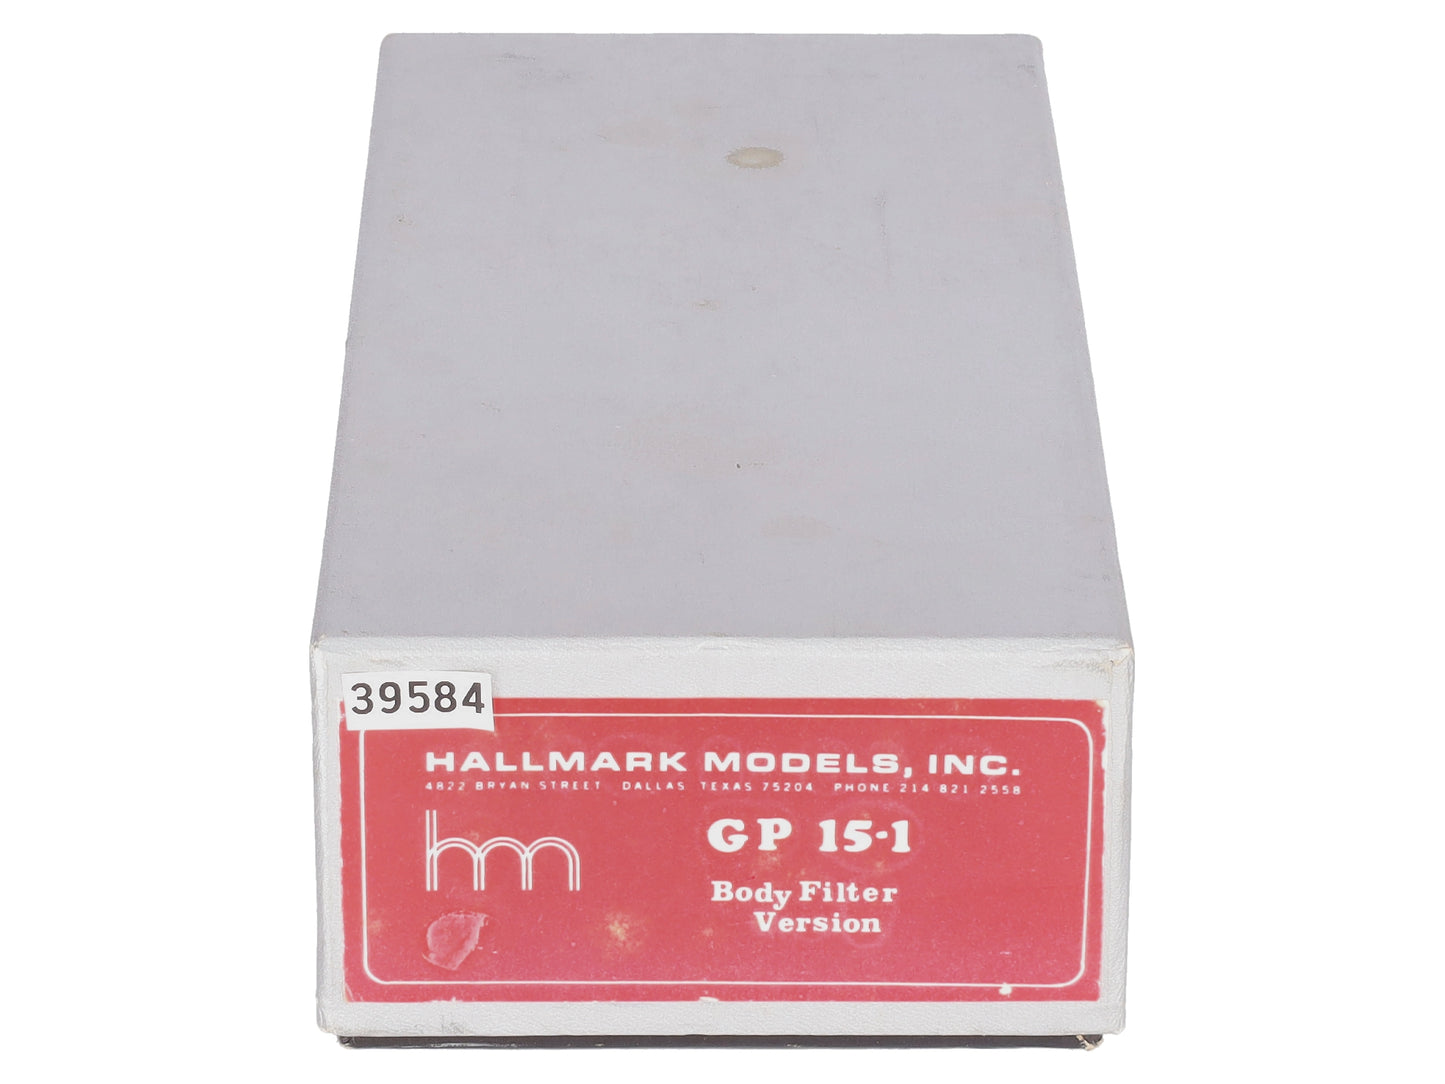 39584
HALLMARK MODELS, INC.
4822 BRYAN STREET DALLAS TEXAS 75204 PHONE 214 821 2558
hm
GP 15-1
Body Filter
Version